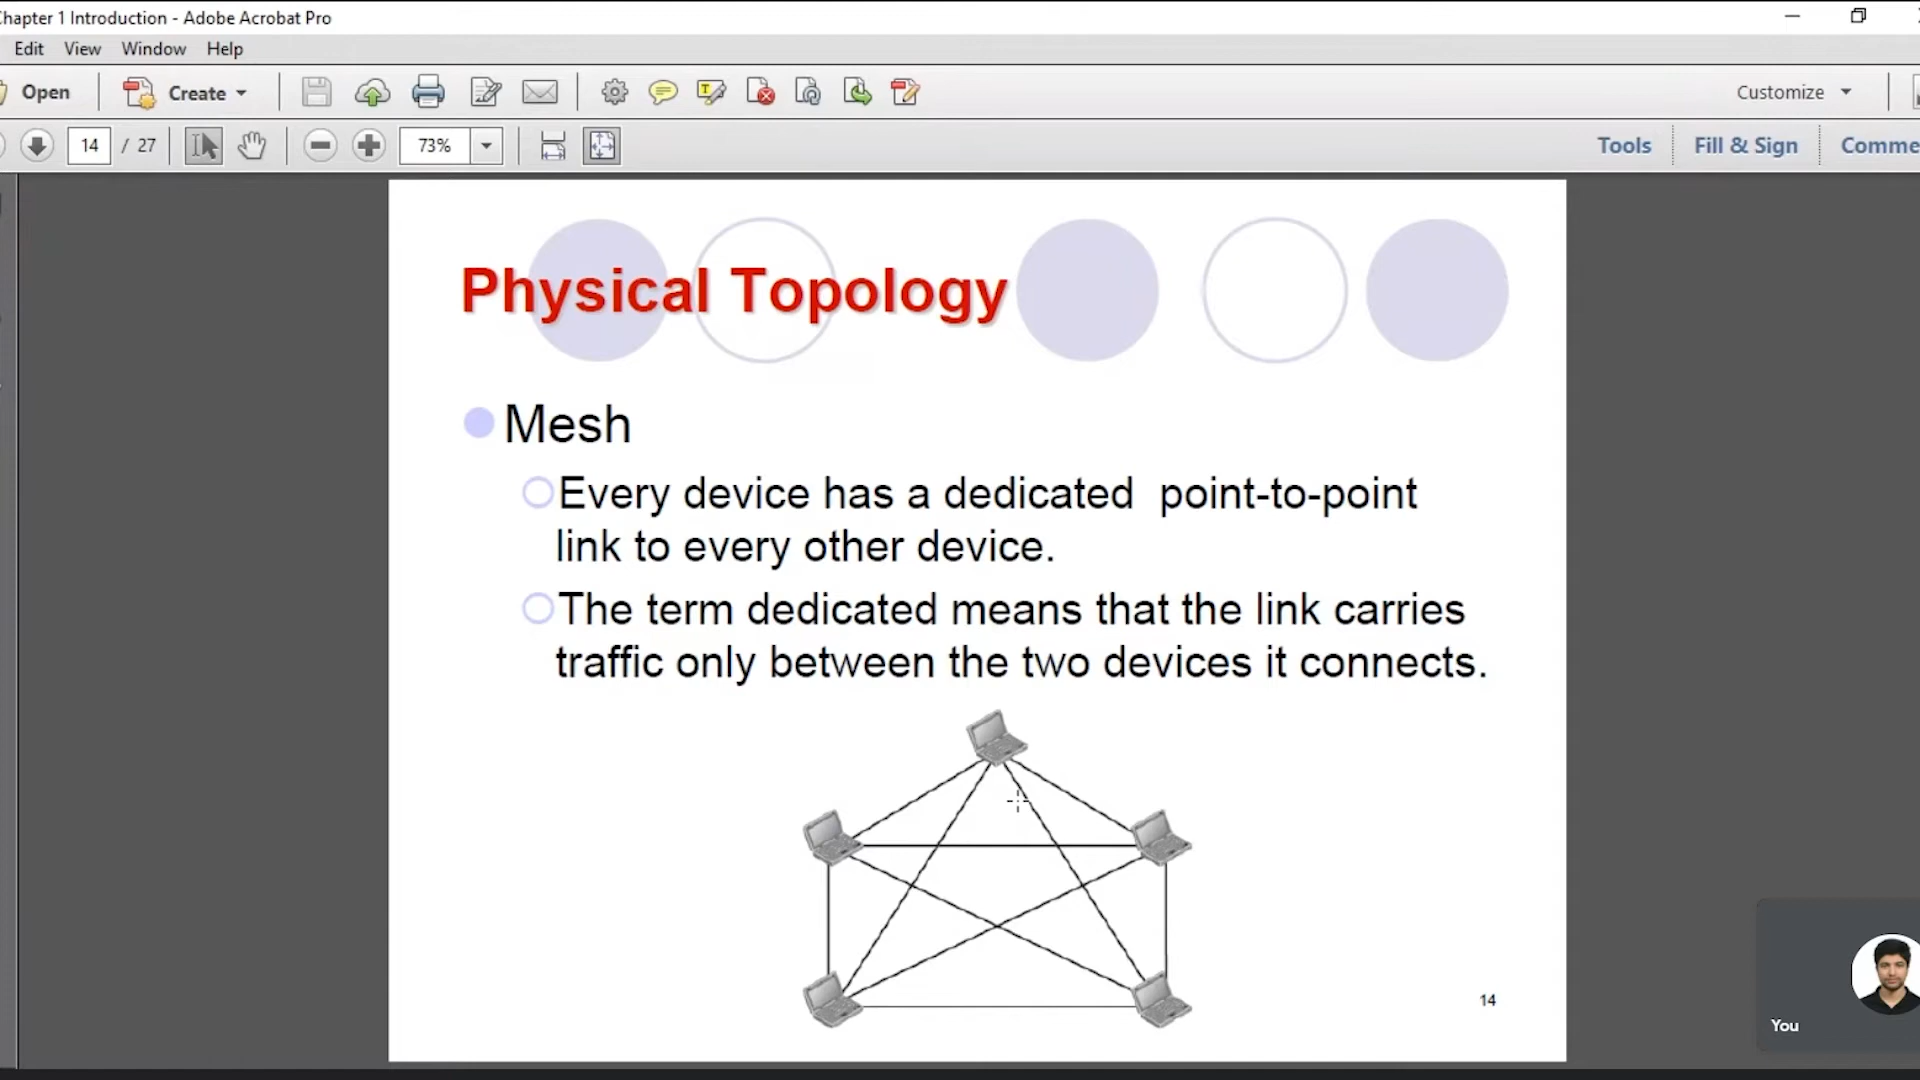 Chapter 1 Introduction - Adobe Acrobat Pro
Edit View Window Help
Open Create Customize
14 / 27 73% Tools Fill & Sign
Physical Topology
Mesh
Every device has a dedicated point-to-point
link to every other device.
The term dedicated means that the link carries
traffic only between the two devices it connects.
14
You